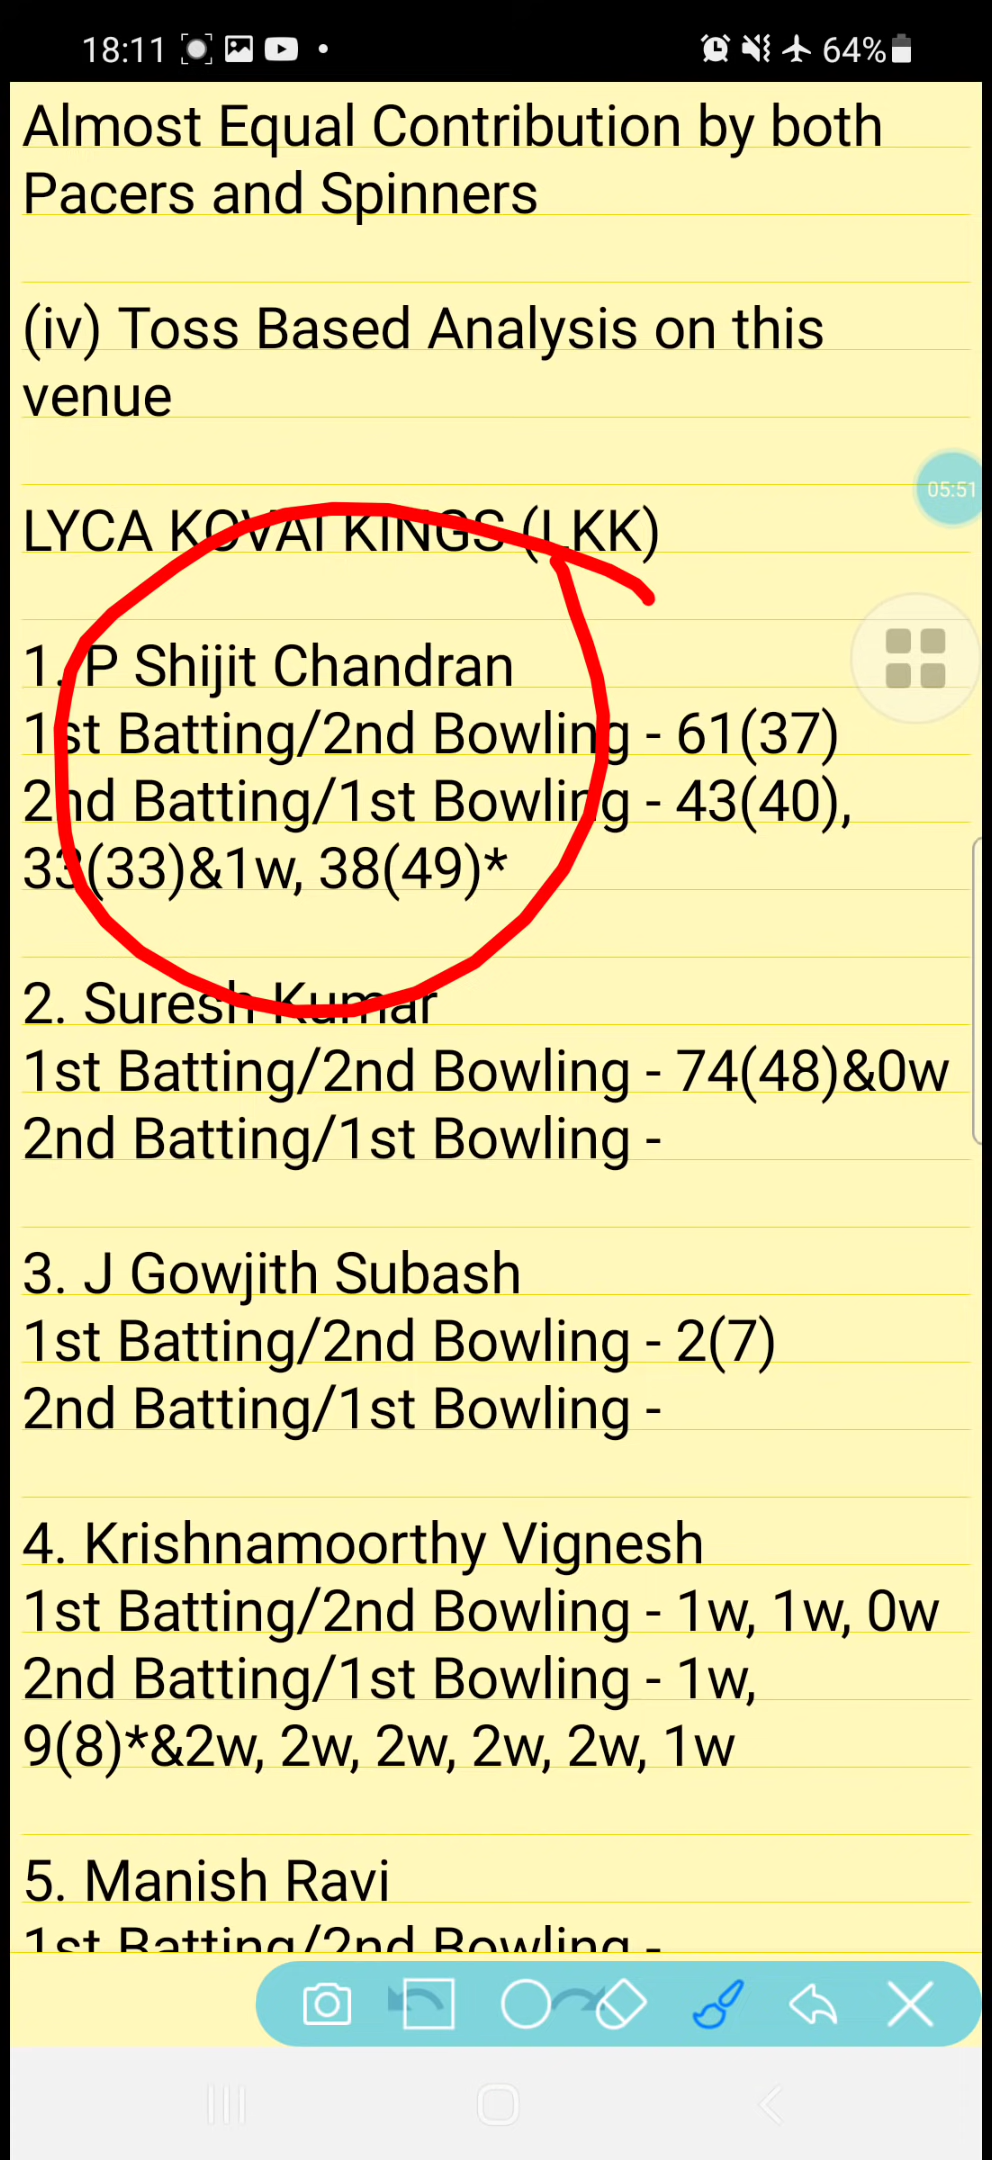 18:11
64%
Almost Equal Contribution by both
Pacers and Spinners
(iv) Toss Based Analysis on this
venue
05:51
LYCA KOVAI KINGS (LKK)
1. P Shijit Chandran
1st Batting/2nd Bowling - 61(37)
2nd Batting/1st Bowling - 43(40),
33(33)&1w, 38(49)*
2. Suresh Kumar
1st Batting/2nd Bowling - 74(48)&0w
2nd Batting/1st Bowling -
3. J Gowjith Subash
1st Batting/2nd Bowling - 2(7)
2nd Batting/1st Bowling -
4. Krishnamoorthy Vignesh
1st Batting/2nd Bowling - 1w, 1w, 0w
2nd Batting/1st Bowling - 1w,
9(8)*&2w, 2w, 2w, 2w, 2w, 1w
5. Manish Ravi
1st Batting/2nd Bowling -